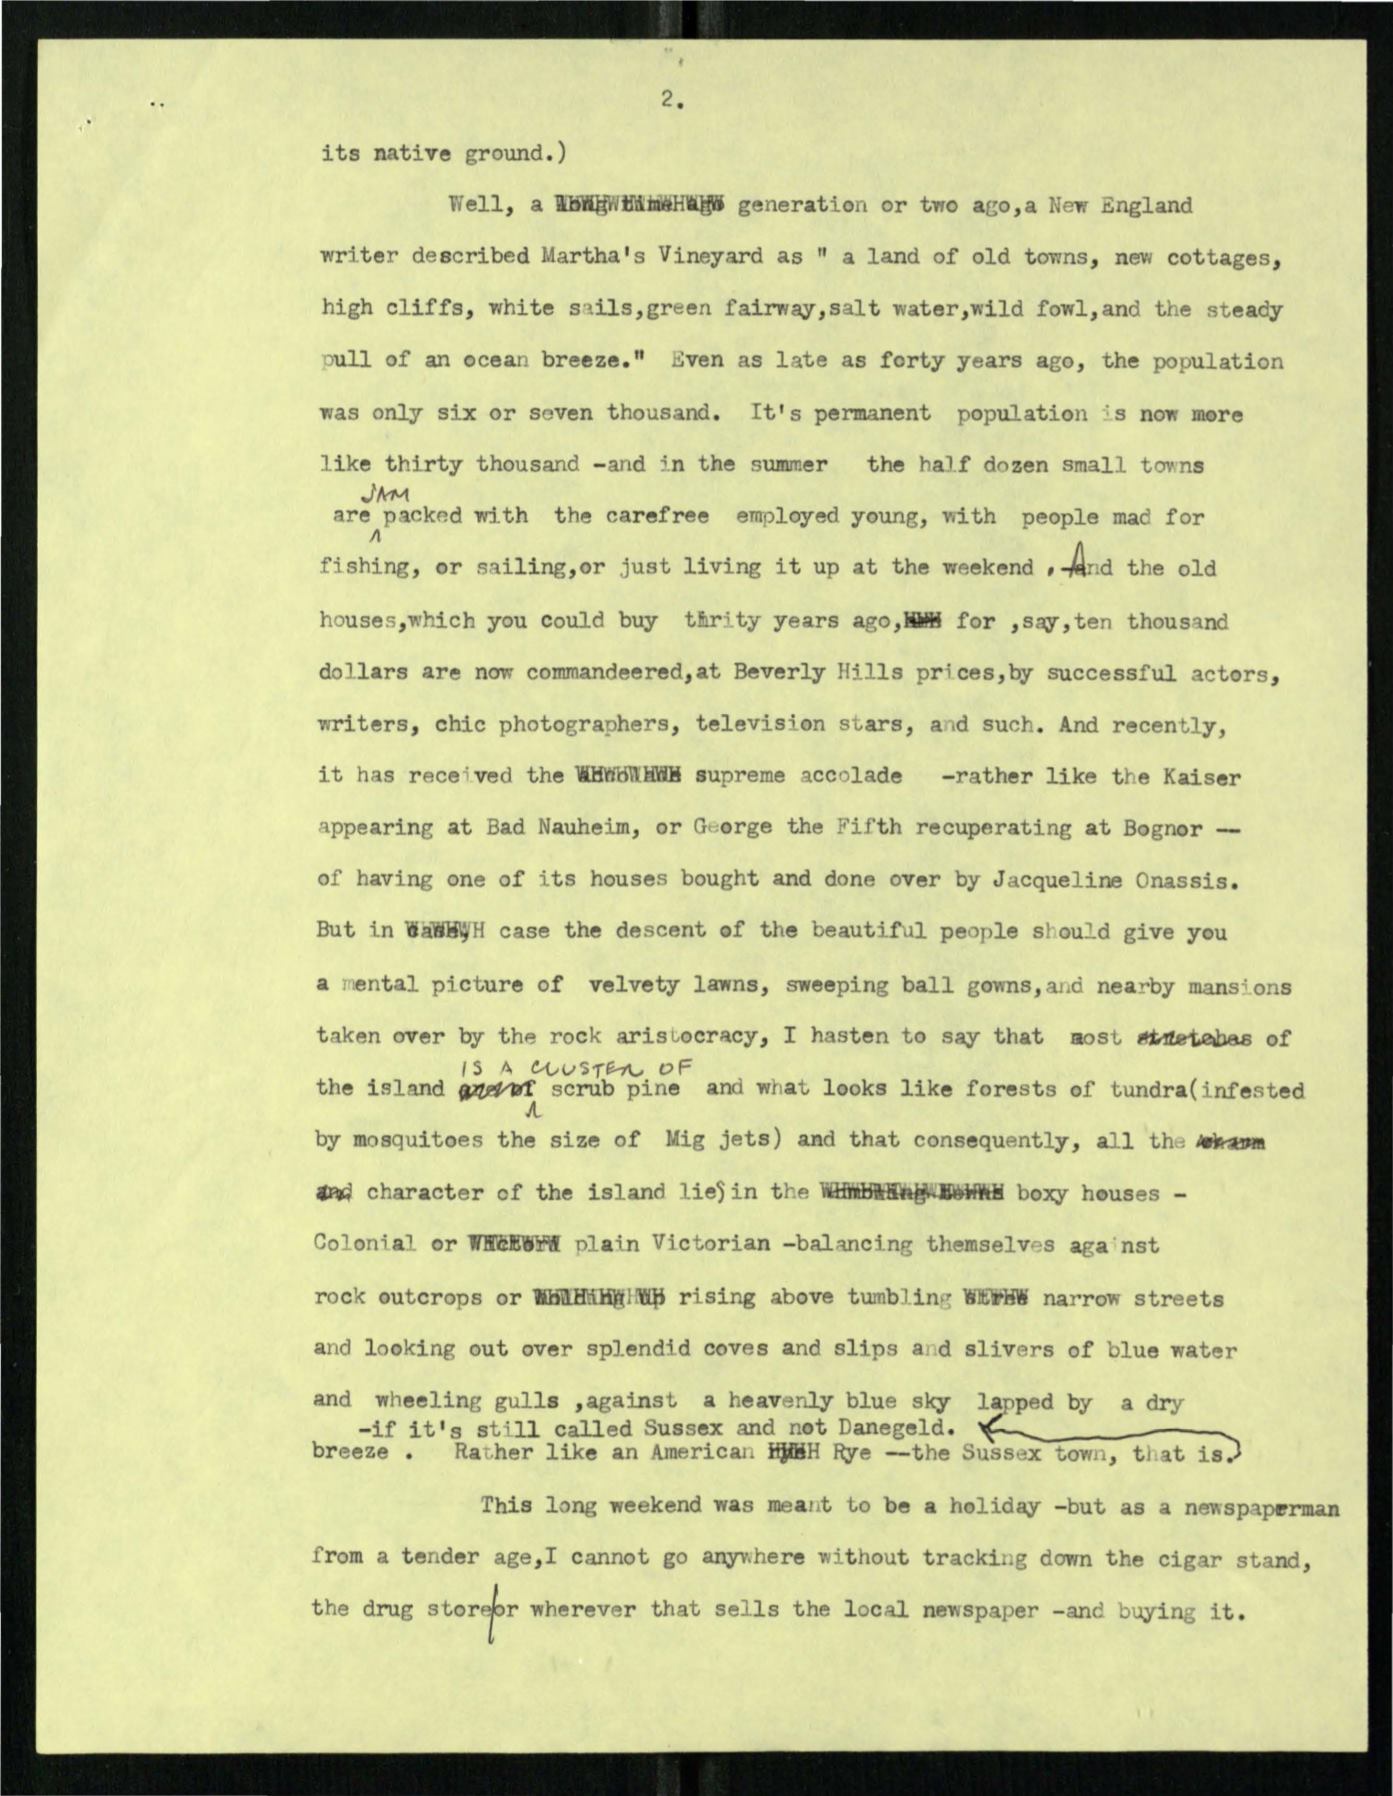 2.
its native ground.)
Well, a generation or two ago,a New England
writer described Martha's Vineyard as " a land of old towns, new cottages,
high cliffs, white sails,green fairway,salt water,wild fowl,and the steady
pull of an ocean breeze." Even as late as forty years ago, the population
was only six or seven thousand. It's permanent population is now more
like thirty thousand -and in the summer the half dozen small towns
JAM
are packed with the carefree employed young, with people mad for
fishing, or sailing,or just living it up at the weekend . And the old
houses,which you could buy thrity years ago, for ,say,ten thousand
dollars are now commandeered,at Beverly Hills prices,by successful actors,
writers, chic photographers, television stars, and such. And recently,
it has received the supreme accolade -rather like the Kaiser
appearing at Bad Nauheim, or George the Fifth recuperating at Bognor --
of having one of its houses bought and done over by Jacqueline Onassis.
But in case the descent of the beautiful people should give you
a mental picture of velvety lawns, sweeping ball gowns,and nearby mansions
taken over by the rock aristocracy, I hasten to say that most stretches of
IS A CLUSTER OF
the island scrub pine and what looks like forests of tundra(infested
by mosquitoes the size of Mig jets) and that consequently, all the charm
and character of the island lies in the boxy houses -
Colonial or plain Victorian -balancing themselves against
rock outcrops or rising above tumbling narrow streets
and looking out over splendid coves and slips and slivers of blue water
and wheeling gulls ,against a heavenly blue sky lapped by a dry
-if it's still called Sussex and not Danegeld.
breeze . Rather like an American Rye --the Sussex town, that is.
This long weekend was meant to be a holiday -but as a newspaperman
from a tender age,I cannot go anywhere without tracking down the cigar stand,
the drug store/or wherever that sells the local newspaper -and buying it.